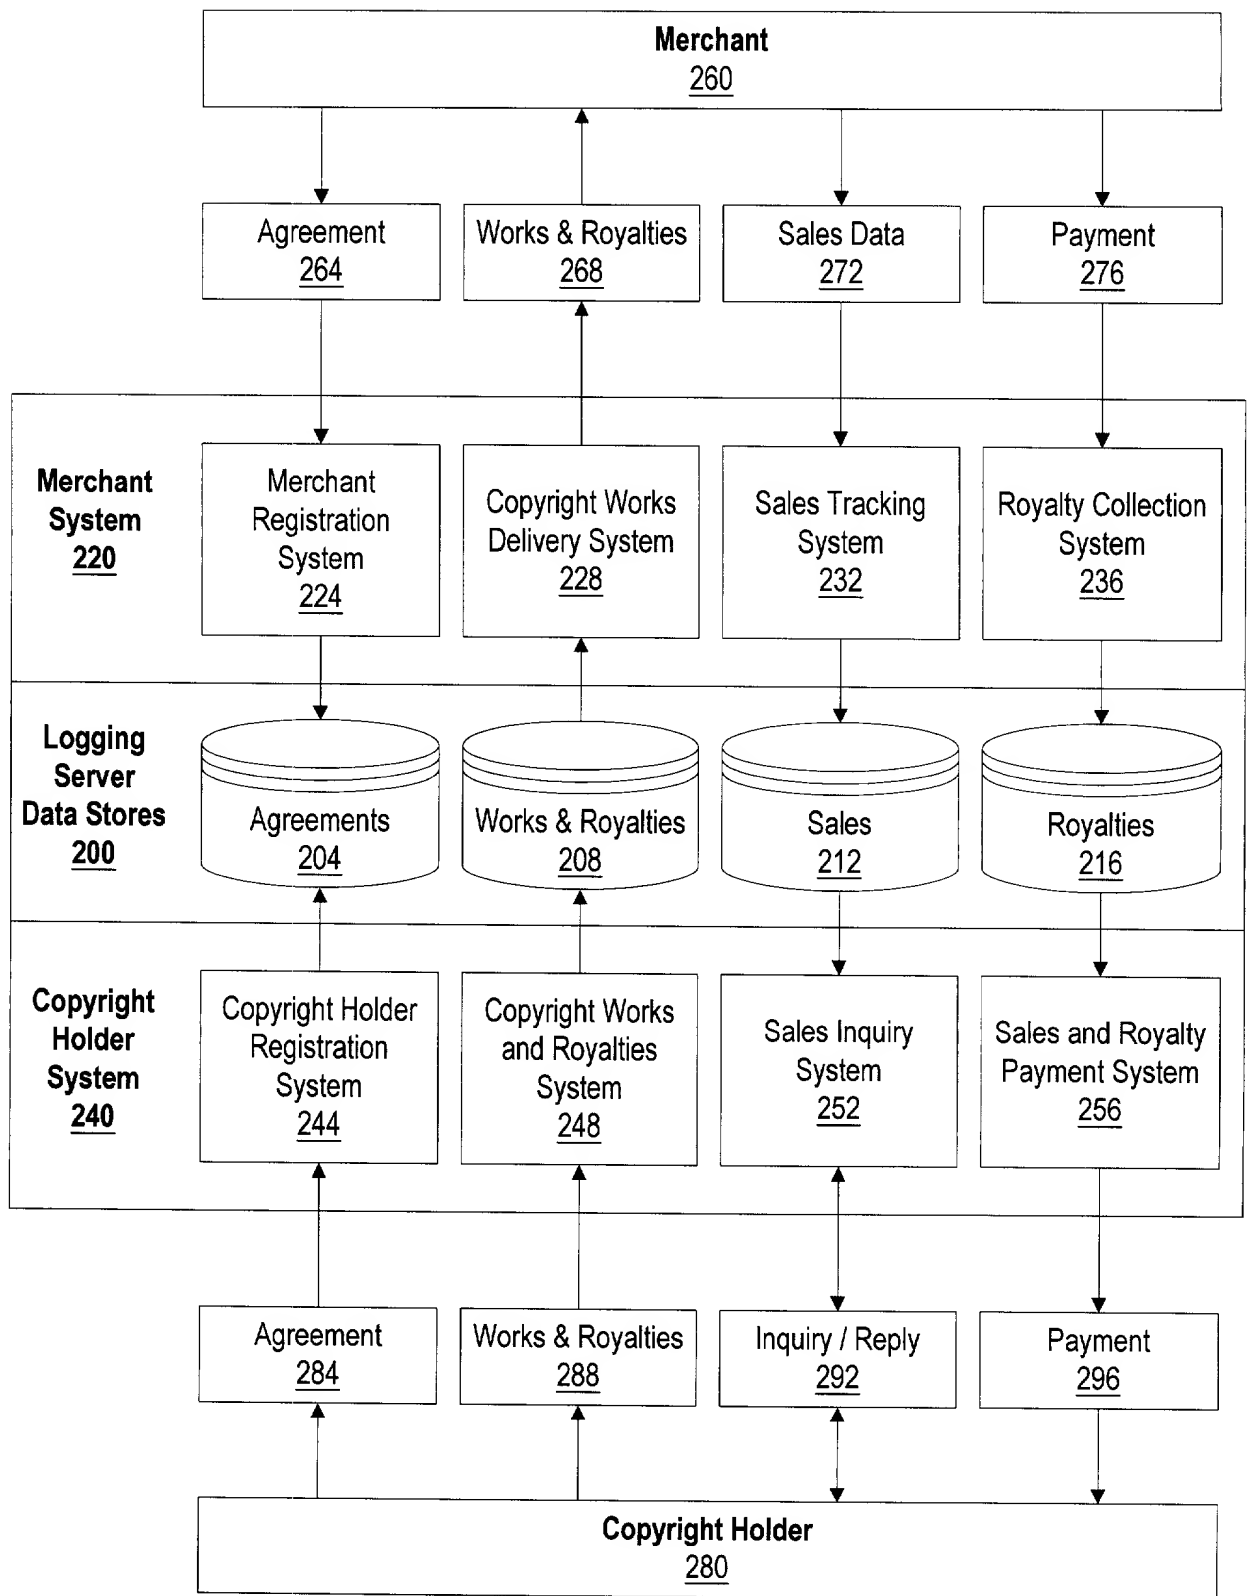 Merchant
260
Agreement
264
Works & Royalties
268
Sales Data
272
Payment
276
Merchant
System
220
Merchant
Registration
System
224
Copyright Works
Delivery System
228
Sales Tracking
System
232
Royalty Collection
System
236
Logging
Server
Data Stores
200
Agreements
204
Works & Royalties
208
Sales
212
Royalties
216
Copyright
Holder
System
240
Copyright Holder
Registration
System
244
Copyright Works
and Royalties
System
248
Sales Inquiry
System
252
Sales and Royalty
Payment System
256
Agreement
284
Works & Royalties
288
Inquiry / Reply
292
Payment
296
Copyright Holder
280